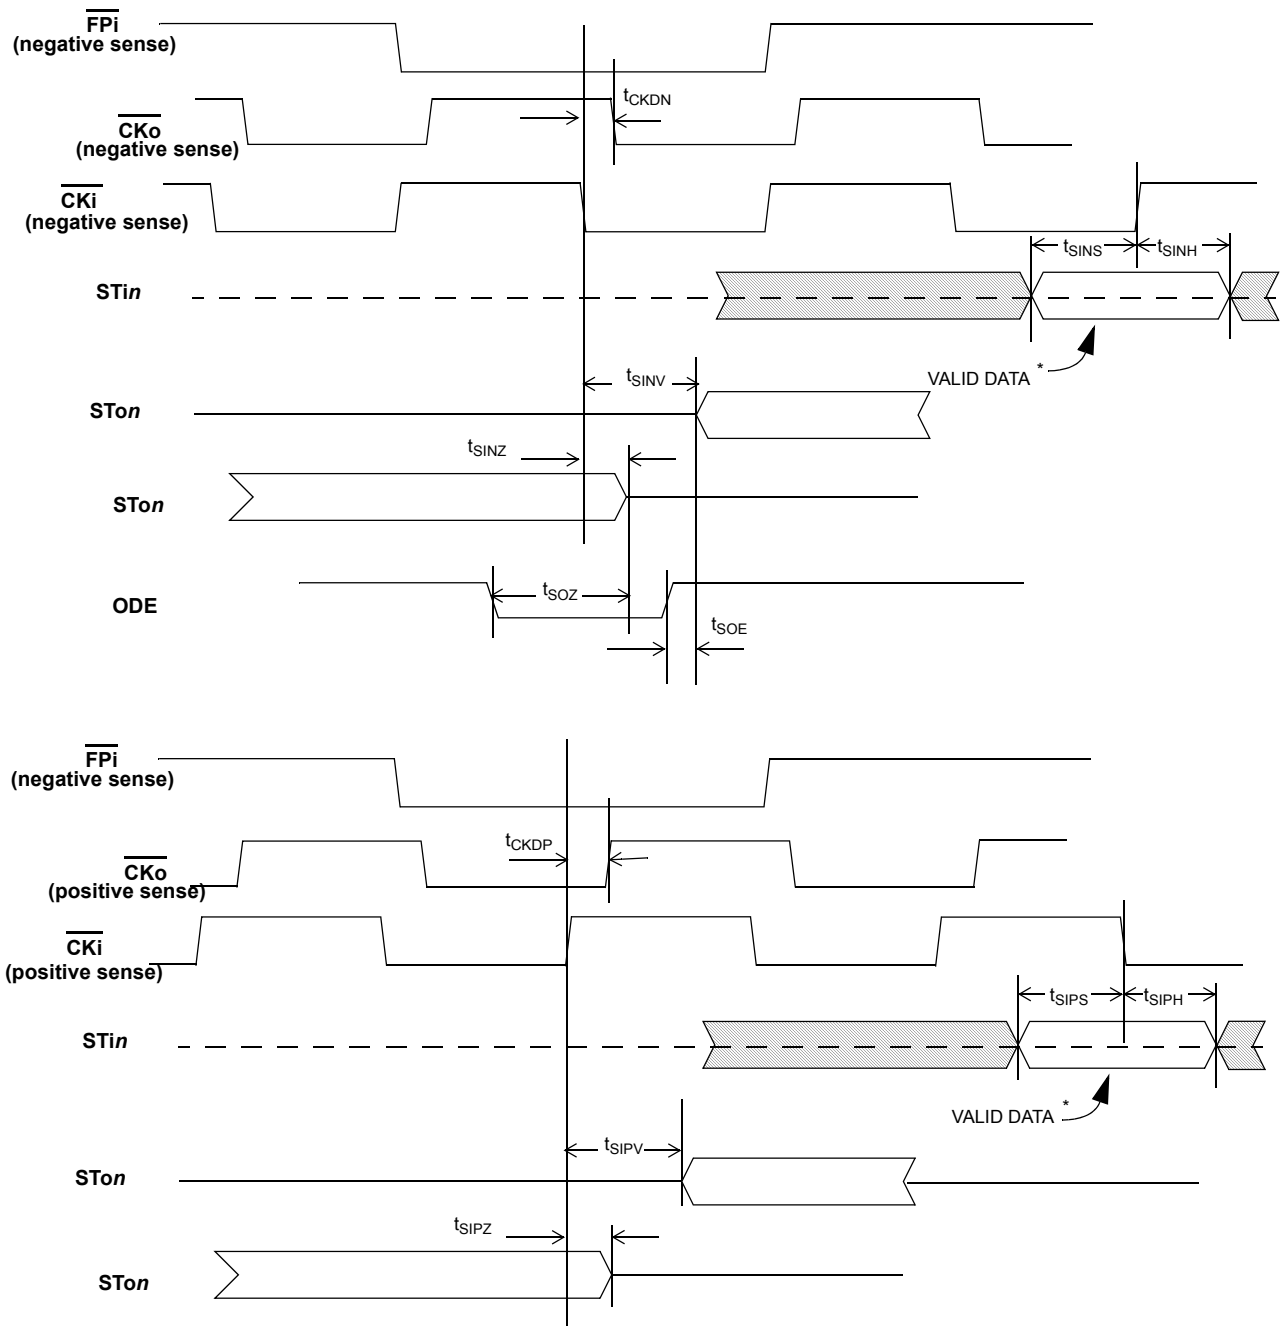 FPi
(negative sense)
tCKDN
CKo
(negative sense)
CKi
(negative sense)
tSINS
tSINH
STin
VALID DATA *
tSINV
STon
tSINZ
STon
tSOZ
ODE
tSOE
FPi
(negative sense)
tCKDP
CKo
(positive sense)
CKi
(positive sense)
tSIPS
tSIPH
STin
VALID DATA *
tSIPV
STon
tSIPZ
STon